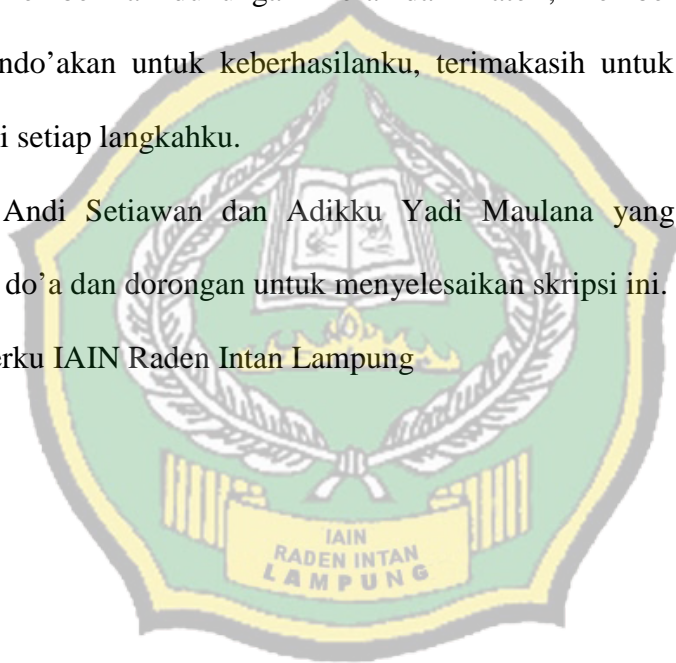 ndo’akan untuk keberhasilanku, terimakasih untuk
i setiap langkahku.
Andi Setiawan dan Adikku Yadi Maulana yang
do’a dan dorongan untuk menyelesaikan skripsi ini.
erku IAIN Raden Intan Lampung
IAIN
RADEN INTAN
LAMPUNG